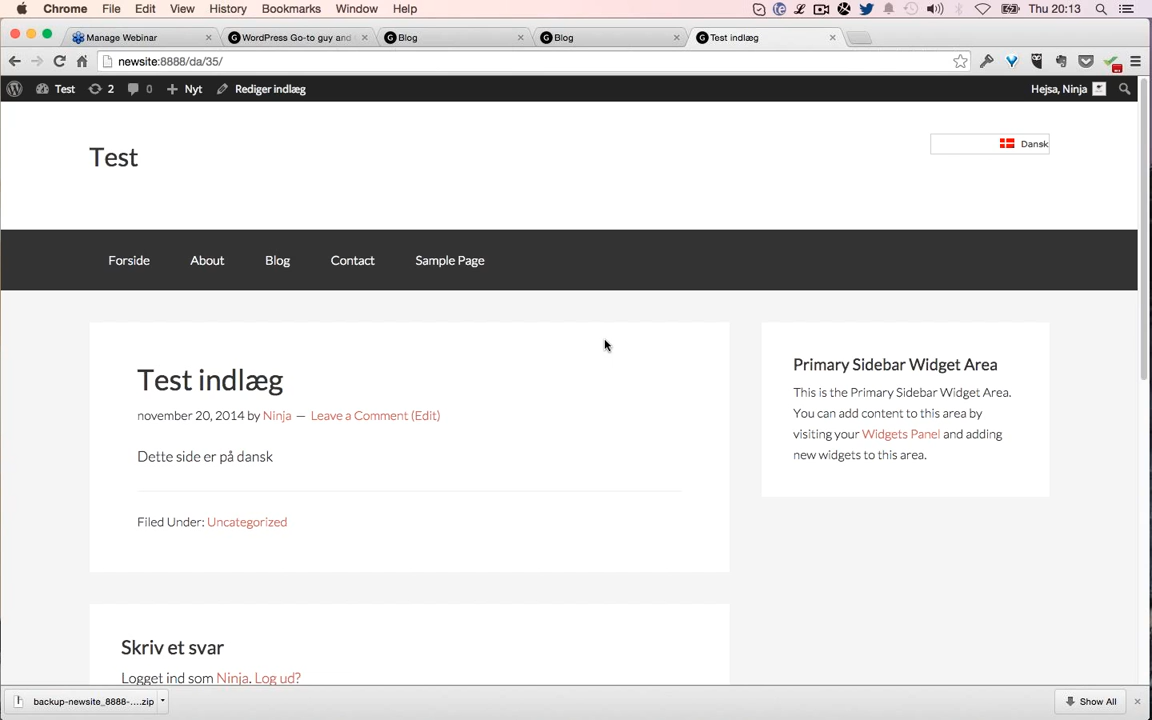 Chrome File Edit View History Bookmarks Window Help Thu 20:13
Manage Webinar WordPress Go-to guy and Blog Blog Test indlæg
newsite:8888/da/35/
Test 2 0 Nyt Rediger indlæg Hejsa, Ninja
Test Dansk
Forside About Blog Contact Sample Page
Test indlæg
november 20, 2014 by Ninja — Leave a Comment (Edit)
Dette side er på dansk
Filed Under: Uncategorized
Primary Sidebar Widget Area
This is the Primary Sidebar Widget Area.
You can add content to this area by
visiting your Widgets Panel and adding
new widgets to this area.
Skriv et svar
Logget ind som Ninja. Log ud?
backup-newsite_8888-....zip Show All